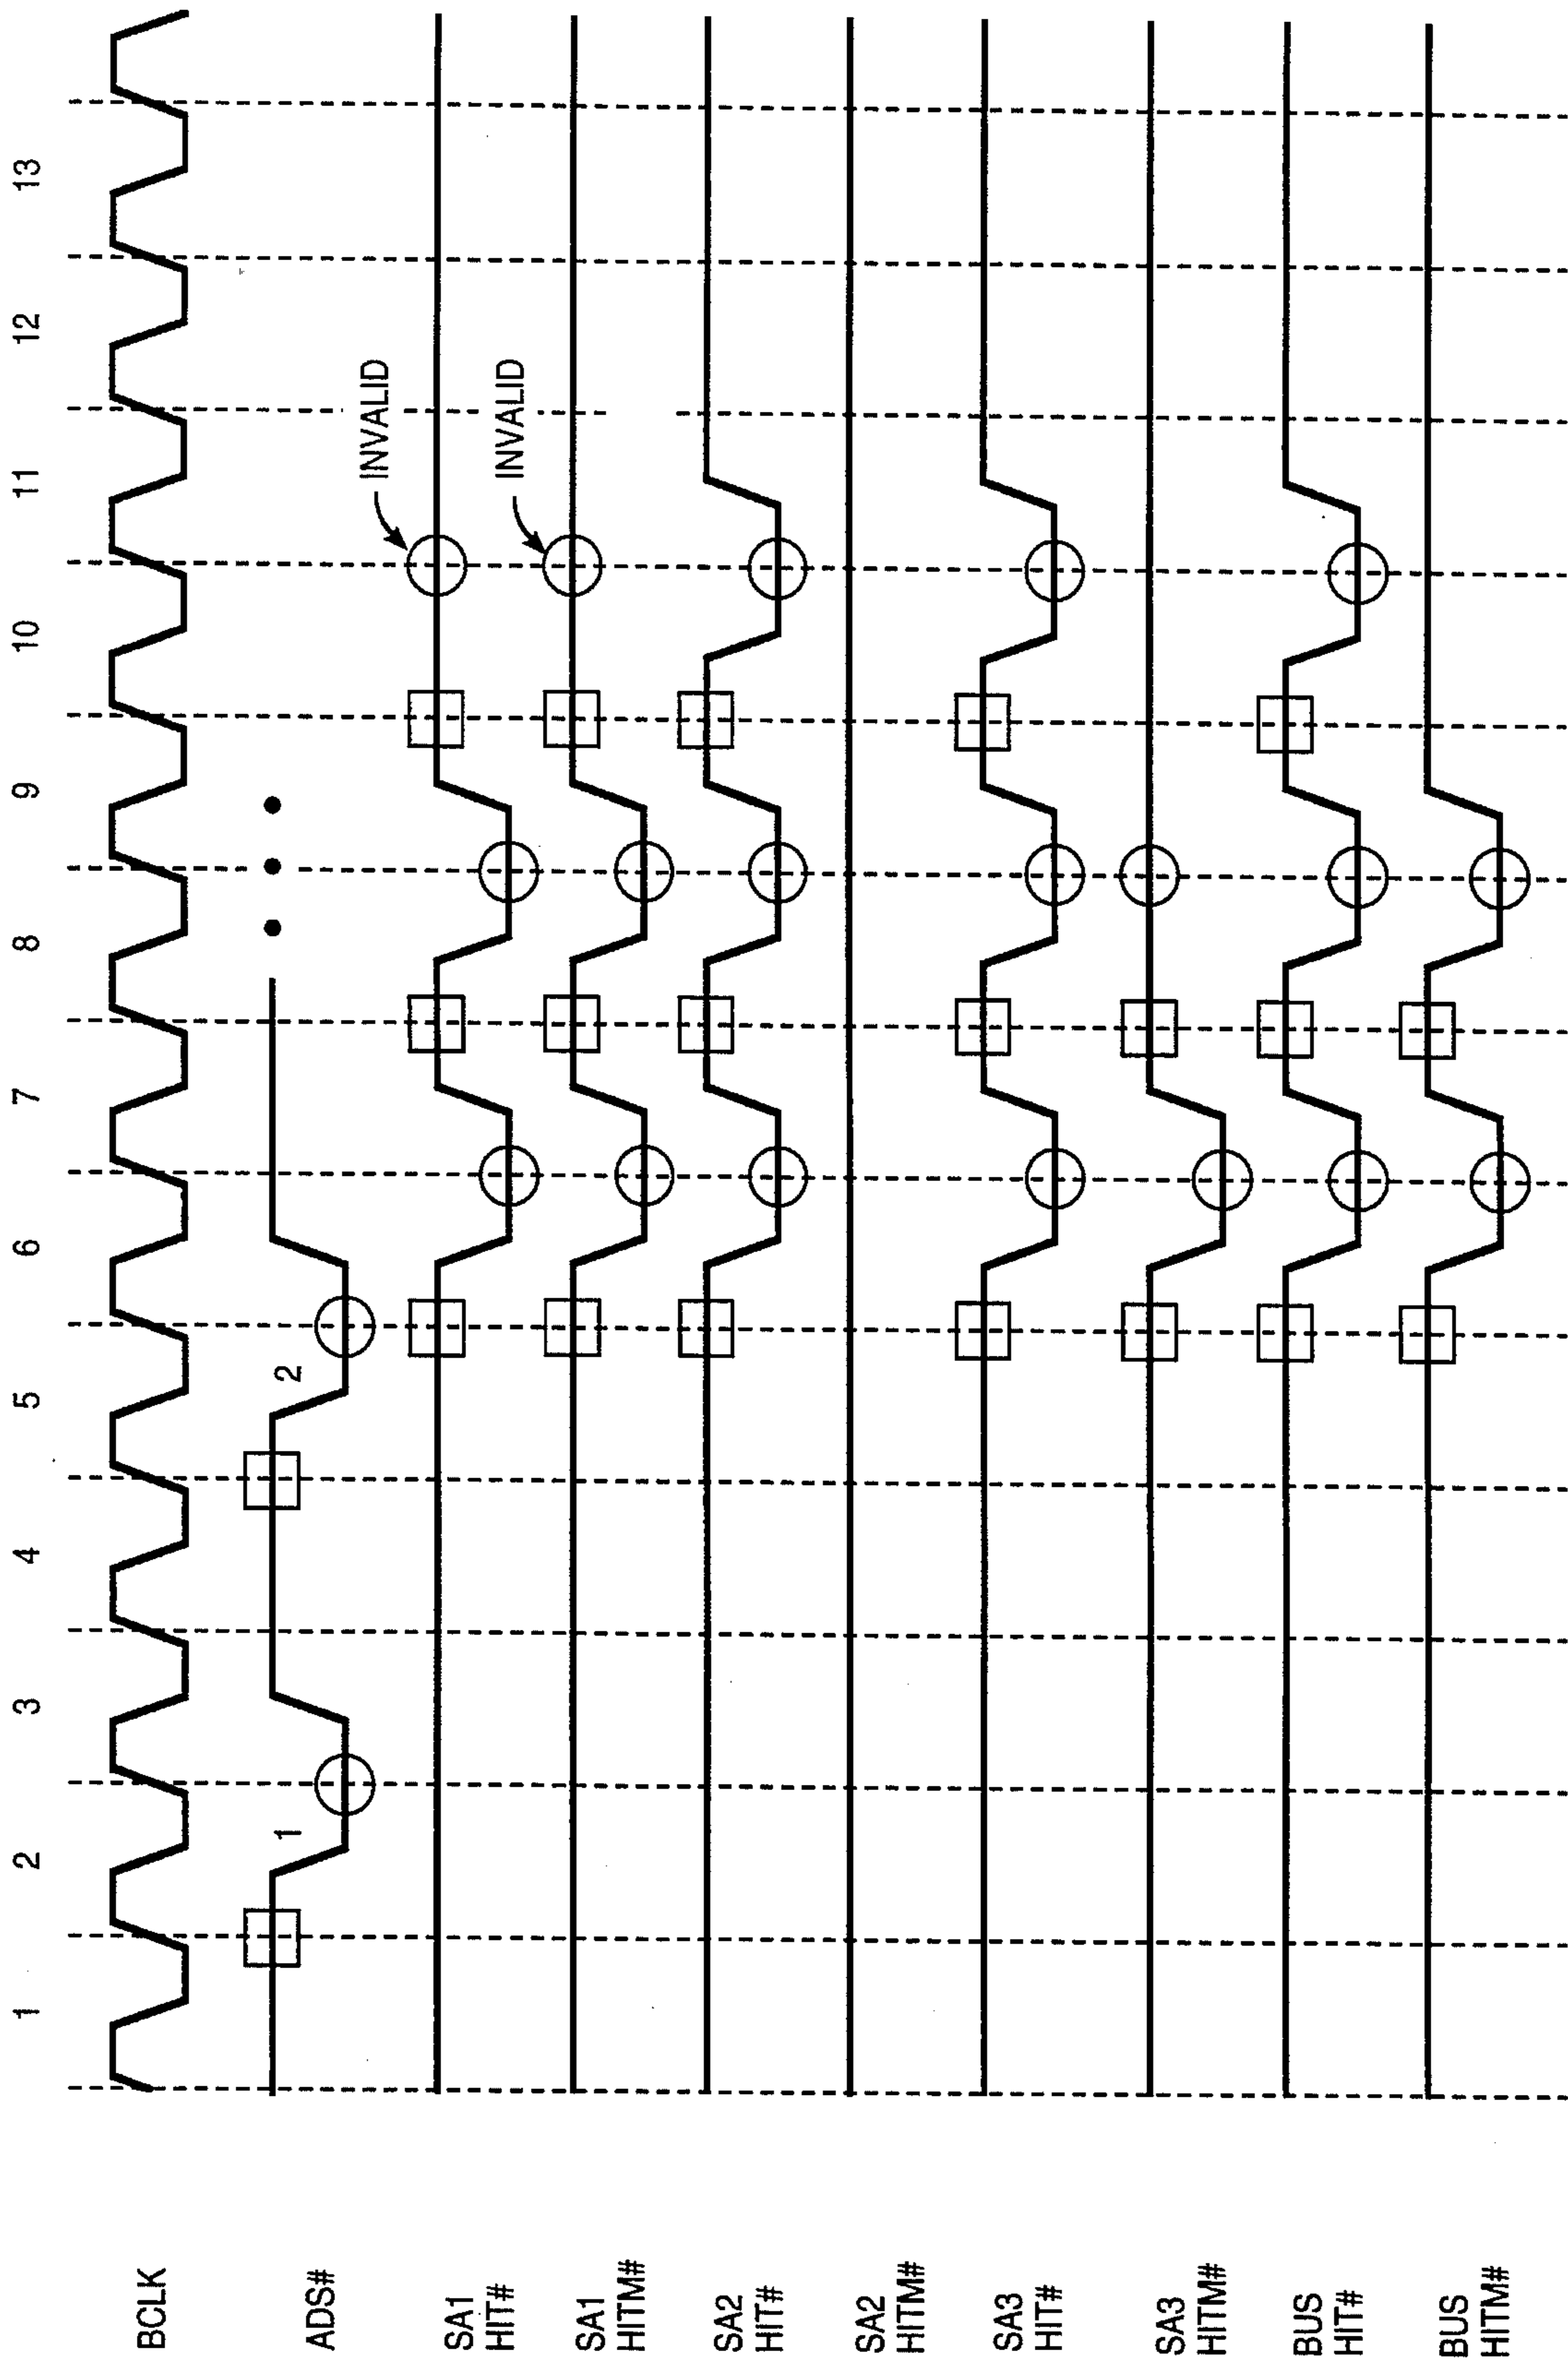 1 2 3 4 5 6 7 8 9 10 11 12 13
BCLK
ADS#
1
2
SA1
HIT#
INVALID
SA1
HITM#
INVALID
SA2
HIT#
SA2
HITM#
SA3
HIT#
SA3
HITM#
BUS
HIT#
BUS
HITM#